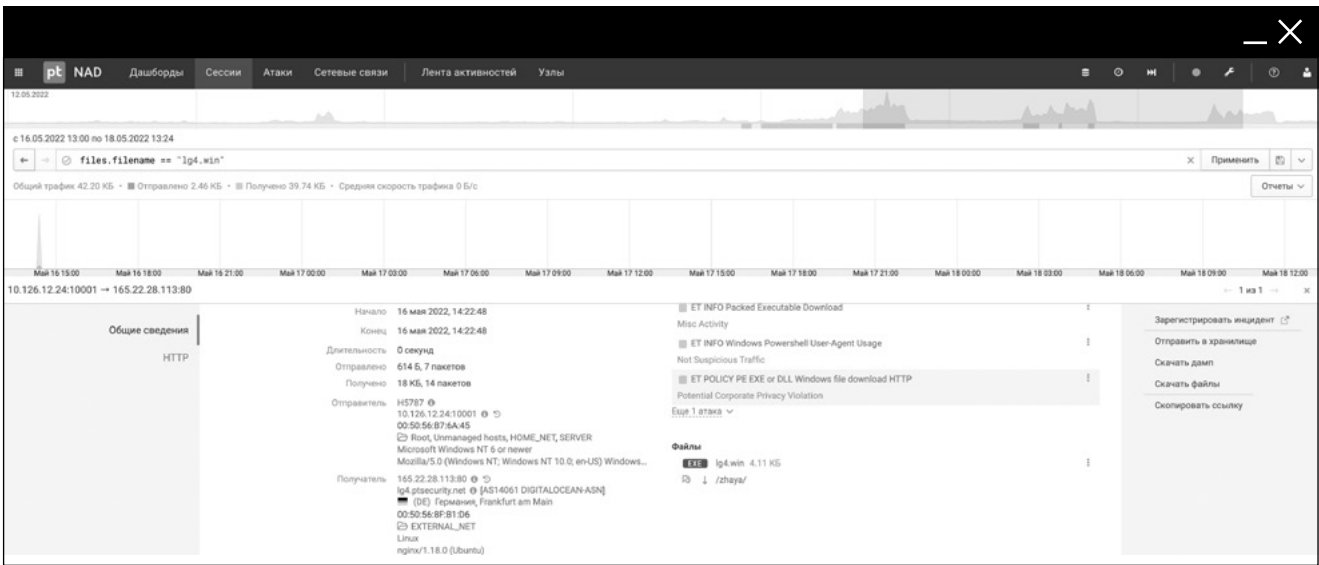 pt NAD Дашборды Сессии Атаки Сетевые связи Лента активностей Узлы
12.05.2022
с 16.05.2022 13:00 по 18.05.2022 13:24
files.filename == "lg4.win" Применить
Общий трафик 42.20 КБ • Отправлено 2.46 КБ • Получено 39.74 КБ • Средняя скорость трафика 0 Б/с Отчеты
Май 16 15:00 Май 16 18:00 Май 16 21:00 Май 17 00:00 Май 17 03:00 Май 17 06:00 Май 17 09:00 Май 17 12:00 Май 17 15:00 Май 17 18:00 Май 17 21:00 Май 18 00:00 Май 18 03:00 Май 18 06:00 Май 18 09:00 Май 18 12:00
10.126.12.24:10001 → 165.22.28.113:80 ← 1 из 1 →
Общие сведения
HTTP
Начало 16 мая 2022, 14:22:48
Конец 16 мая 2022, 14:22:48
Длительность 0 секунд
Отправлено 614 Б, 7 пакетов
Получено 18 КБ, 14 пакетов
Отправитель H5787
10.126.12.24:10001
00:50:56:B7:6A:45
Root, Unmanaged hosts, HOME_NET, SERVER
Microsoft Windows NT 6 or newer
Mozilla/5.0 (Windows NT; Windows NT 10.0; en-US) Windows...
Получатель 165.22.28.113:80
lg4.ptsecurity.net [AS14061 DIGITALOCEAN-ASN]
(DE) Германия, Frankfurt am Main
00:50:56:8F:B1:D6
EXTERNAL_NET
Linux
nginx/1.18.0 (Ubuntu)
ET INFO Packed Executable Download
Misc Activity
ET INFO Windows Powershell User-Agent Usage
Not Suspicious Traffic
ET POLICY PE EXE or DLL Windows file download HTTP
Potential Corporate Privacy Violation
Еще 1 атака
Файлы
EXE lg4.win 4.11 КБ
↓ /zhaya/
Зарегистрировать инцидент
Отправить в хранилище
Скачать дамп
Скачать файлы
Скопировать ссылку